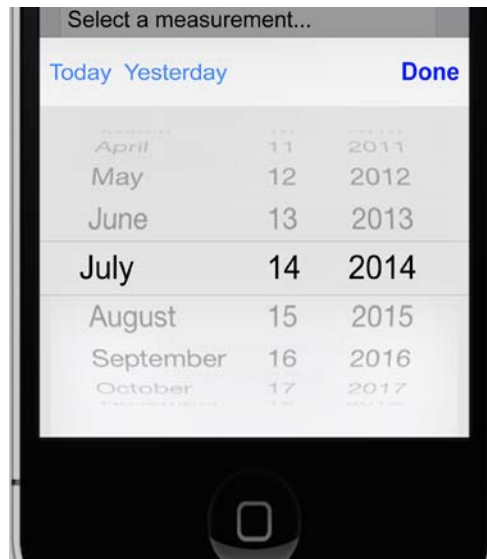 Select a measurement...
Today Yesterday Done
April 11 2011
May 12 2012
June 13 2013
July 14 2014
August 15 2015
September 16 2016
October 17 2017